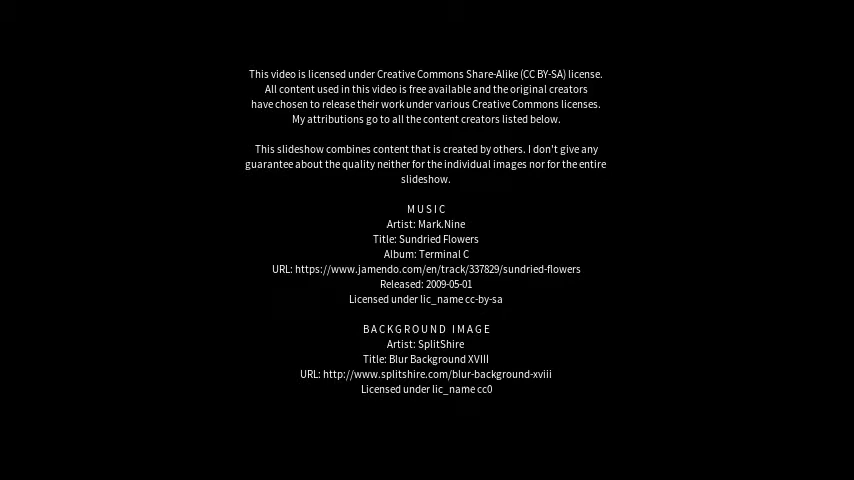 This video is licensed under Creative Commons Share-Alike (CC BY-SA) license.
All content used in this video is free available and the original creators
have chosen to release their work under various Creative Commons licenses.
My attributions go to all the content creators listed below.
This slideshow combines content that is created by others. I don't give any
guarantee about the quality neither for the individual images nor for the entire
slideshow.
MUSIC
Artist: Mark.Nine
Title: Sundried Flowers
Album: Terminal C
URL: https://www.jamendo.com/en/track/337829/sundried-flowers
Released: 2009-05-01
Licensed under lic_name cc-by-sa
BACKGROUND IMAGE
Artist: SplitShire
Title: Blur Background XVIII
URL: http://www.splitshire.com/blur-background-xviii
Licensed under lic_name cc0